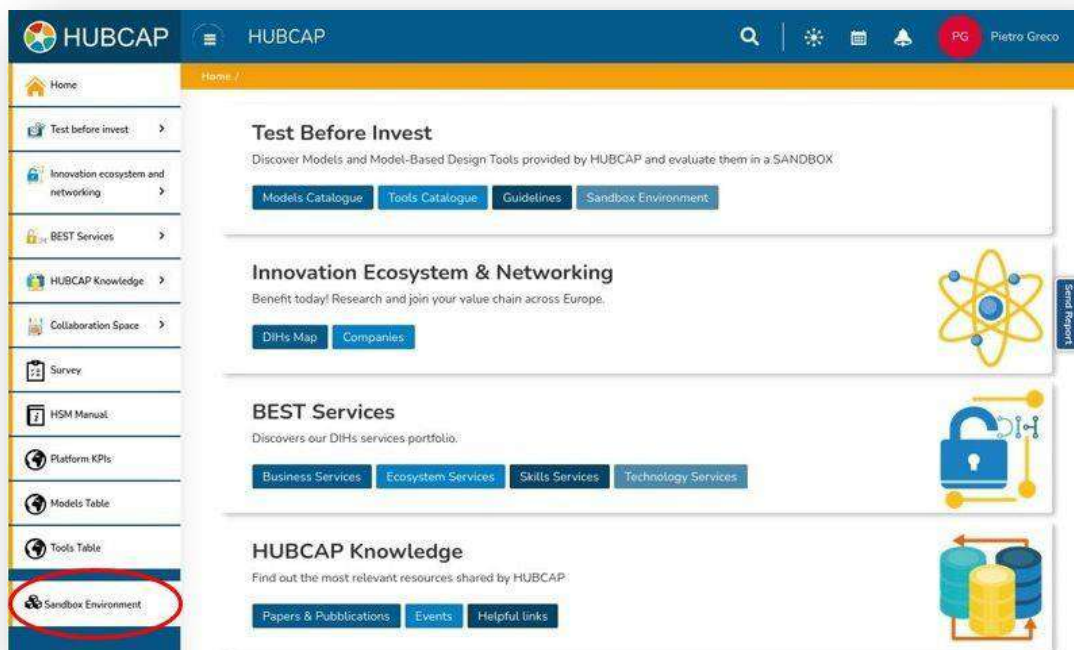 HUBCAP
HUBCAP
PG
Pietro Greco
Home /
Home
Test before invest
Innovation ecosystem and
networking
BEST Services
HUBCAP Knowledge
Collaboration Space
Survey
HSM Manual
Platform KPIs
Models Table
Tools Table
Sandbox Environment
Test Before Invest
Discover Models and Model-Based Design Tools provided by HUBCAP and evaluate them in a SANDBOX
Models Catalogue Tools Catalogue Guidelines Sandbox Environment
Innovation Ecosystem & Networking
Benefit today! Research and join your value chain across Europe.
DIHs Map Companies
BEST Services
Discovers our DIHs services portfolio.
Business Services Ecosystem Services Skills Services Technology Services
DIH
HUBCAP Knowledge
Find out the most relevant resources shared by HUBCAP
Papers & Pubblications Events Helpful links
Send Report